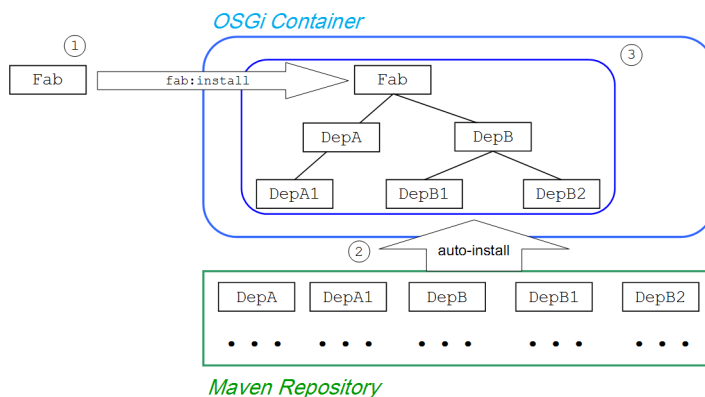 OSGi Container
1
3
Fab
fab:install
Fab
DepA
DepB
DepA1
DepB1
DepB2
2
auto-install
DepA
DepA1
DepB
DepB1
DepB2
Maven Repository